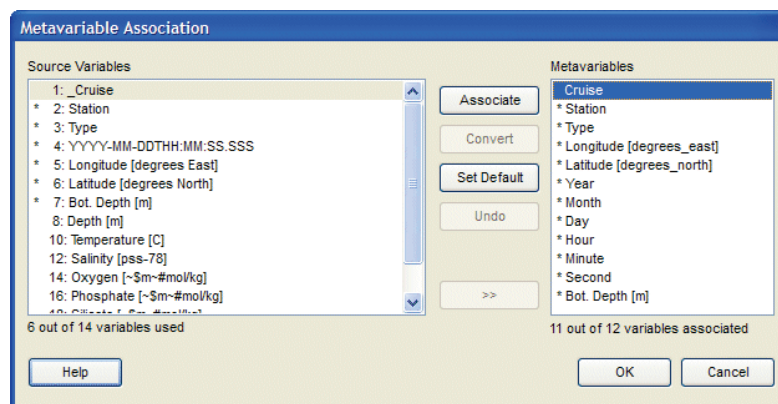 Metavariable Association
Source Variables
1: _Cruise
* 2: Station
* 3: Type
* 4: YYYY-MM-DDTHH:MM:SS.SSS
* 5: Longitude [degrees East]
* 6: Latitude [degrees North]
* 7: Bot. Depth [m]
8: Depth [m]
10: Temperature [C]
12: Salinity [pss-78]
14: Oxygen [~$m~#mol/kg]
16: Phosphate [~$m~#mol/kg]
6 out of 14 variables used
Associate
Convert
Set Default
Undo
>>
Metavariables
Cruise
* Station
* Type
* Longitude [degrees_east]
* Latitude [degrees_north]
* Year
* Month
* Day
* Hour
* Minute
* Second
* Bot. Depth [m]
11 out of 12 variables associated
Help
OK
Cancel